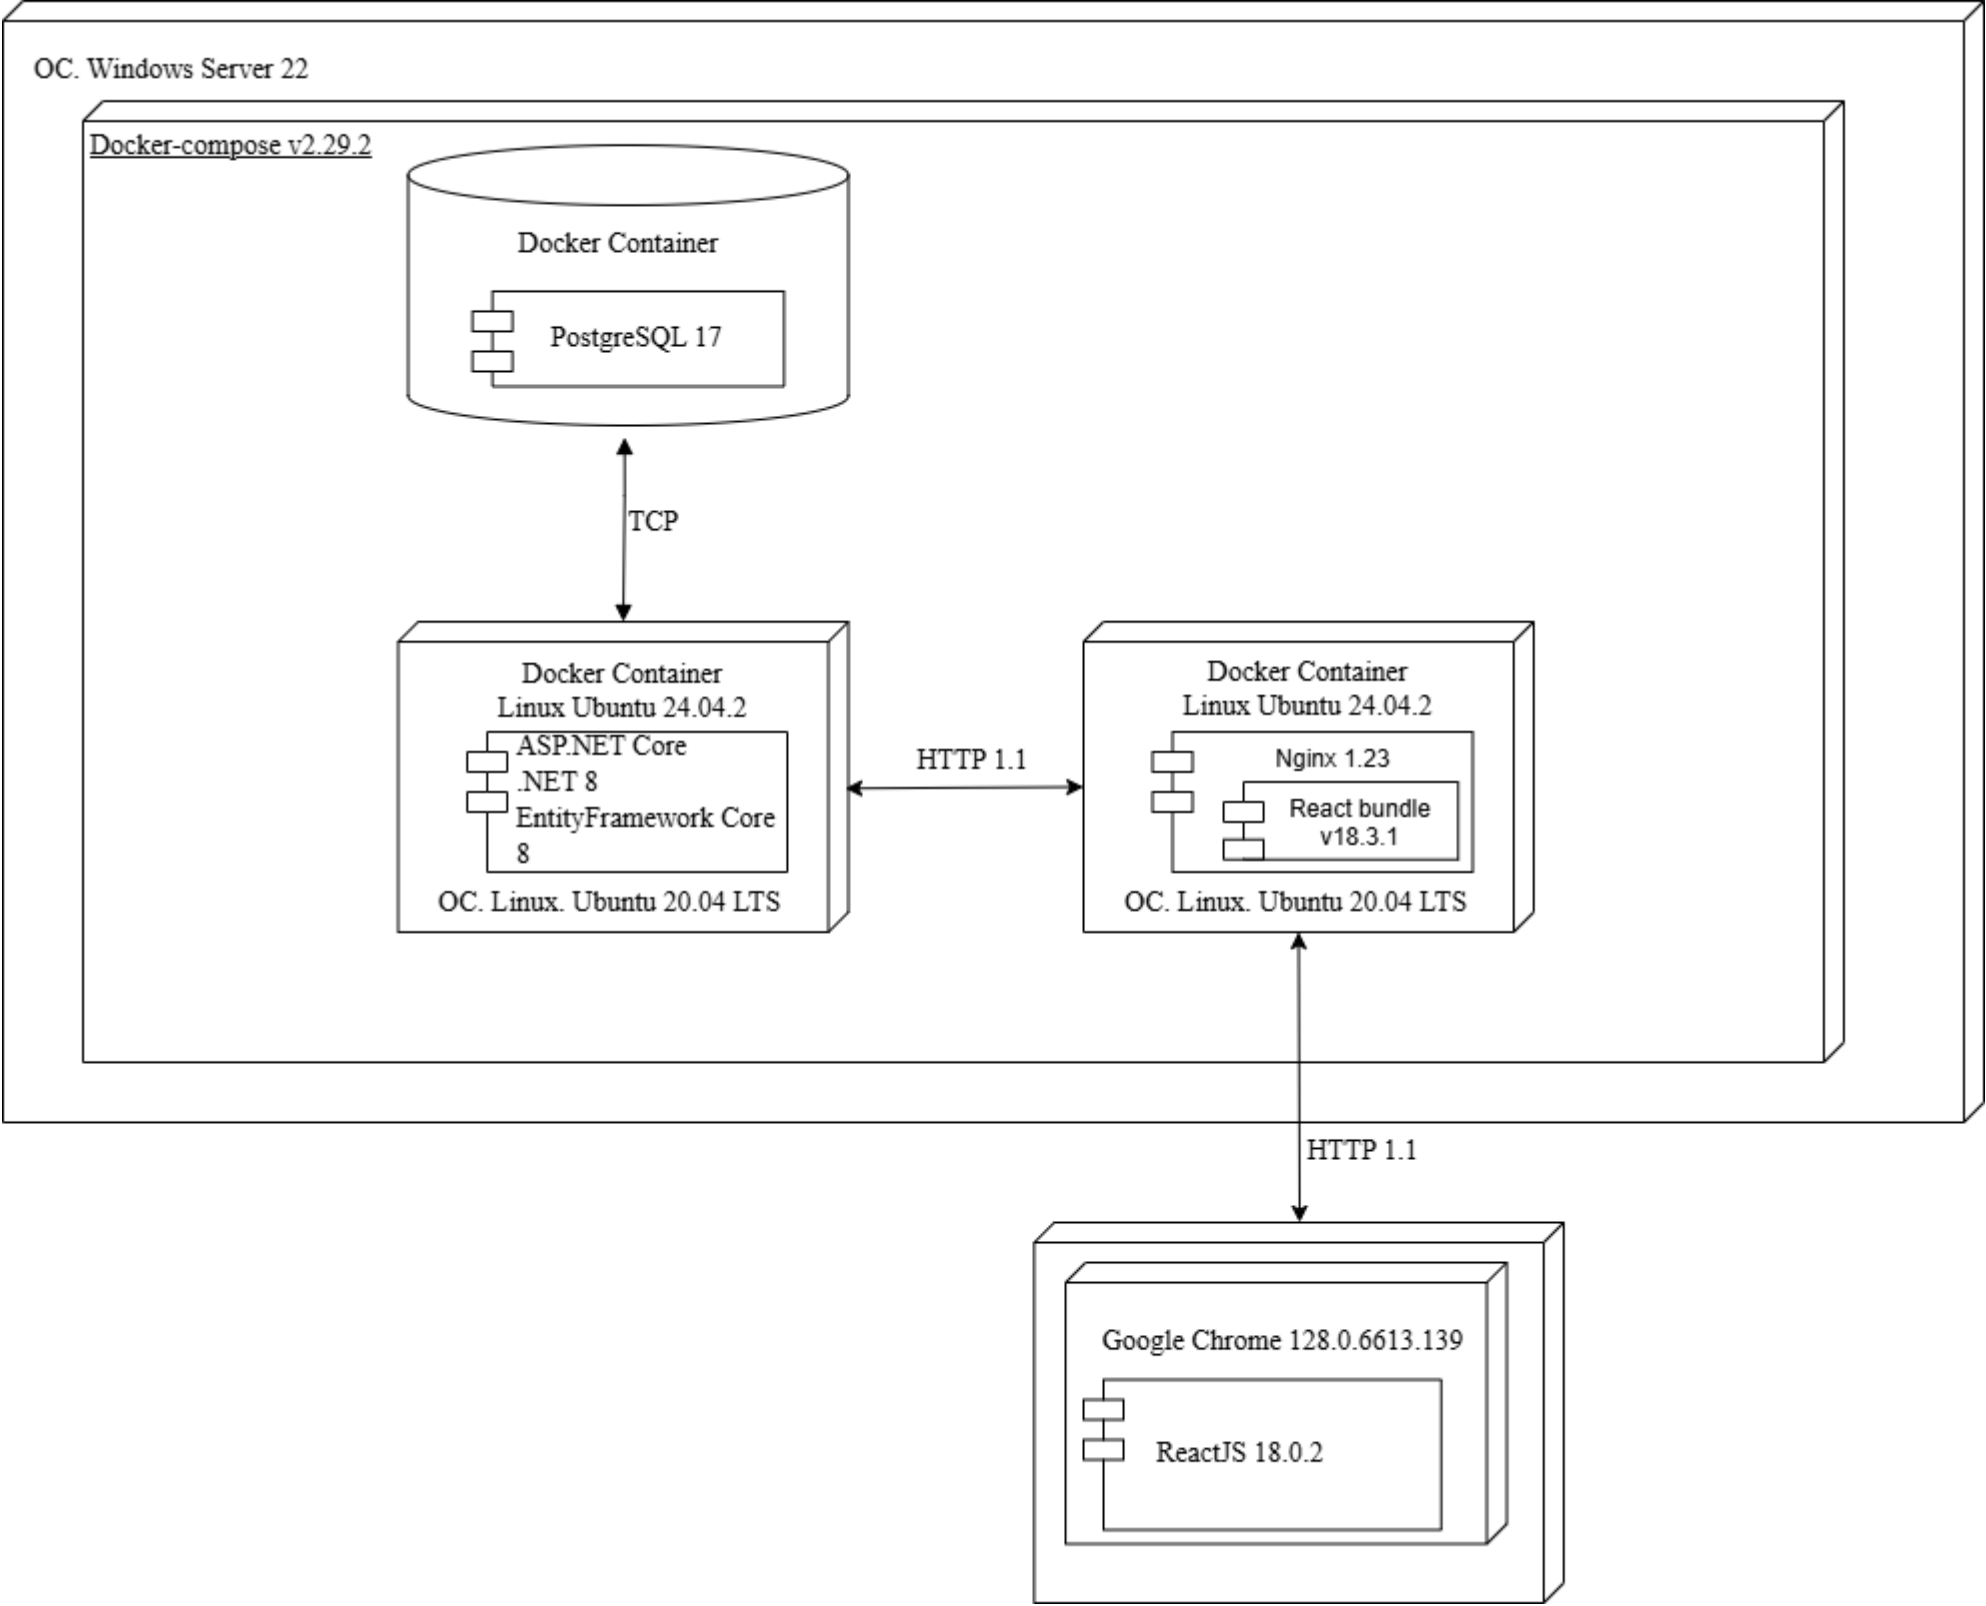 ОС. Windows Server 22
Docker-compose v2.29.2
Docker Container
PostgreSQL 17
TCP
Docker Container
Linux Ubuntu 24.04.2
ASP.NET Core
.NET 8
EntityFramework Core
8
ОС. Linux. Ubuntu 20.04 LTS
HTTP 1.1
Docker Container
Linux Ubuntu 24.04.2
Nginx 1.23
React bundle
v18.3.1
ОС. Linux. Ubuntu 20.04 LTS
HTTP 1.1
Google Chrome 128.0.6613.139
ReactJS 18.0.2